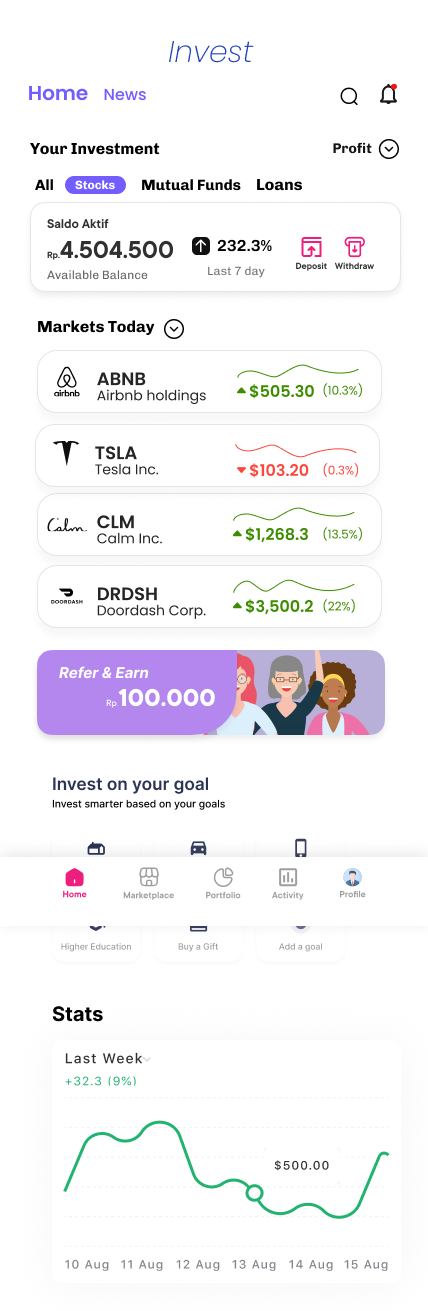 Invest
Home News
Your Investment Profit
All Stocks Mutual Funds Loans
Saldo Aktif
Rp.4.504.500 232.3%
Deposit Withdraw
Available Balance Last 7 day
Markets Today
ABNB
airbnb Airbnb holdings $505.30 (10.3%)
TSLA
Tesla Inc. $103.20 (0.3%)
Calm CLM
Calm Inc. $1,268.3 (13.5%)
DRDSH
DOORDASH Doordash Corp. $3,500.2 (22%)
Refer & Earn
Rp 100.000
Invest on your goal
Invest smarter based on your goals
Home Marketplace Portfolio Activity Profile
Higher Education Buy a Gift Add a goal
Stats
Last Week
+32.3 (9%)
$500.00
10 Aug 11 Aug 12 Aug 13 Aug 14 Aug 15 Aug